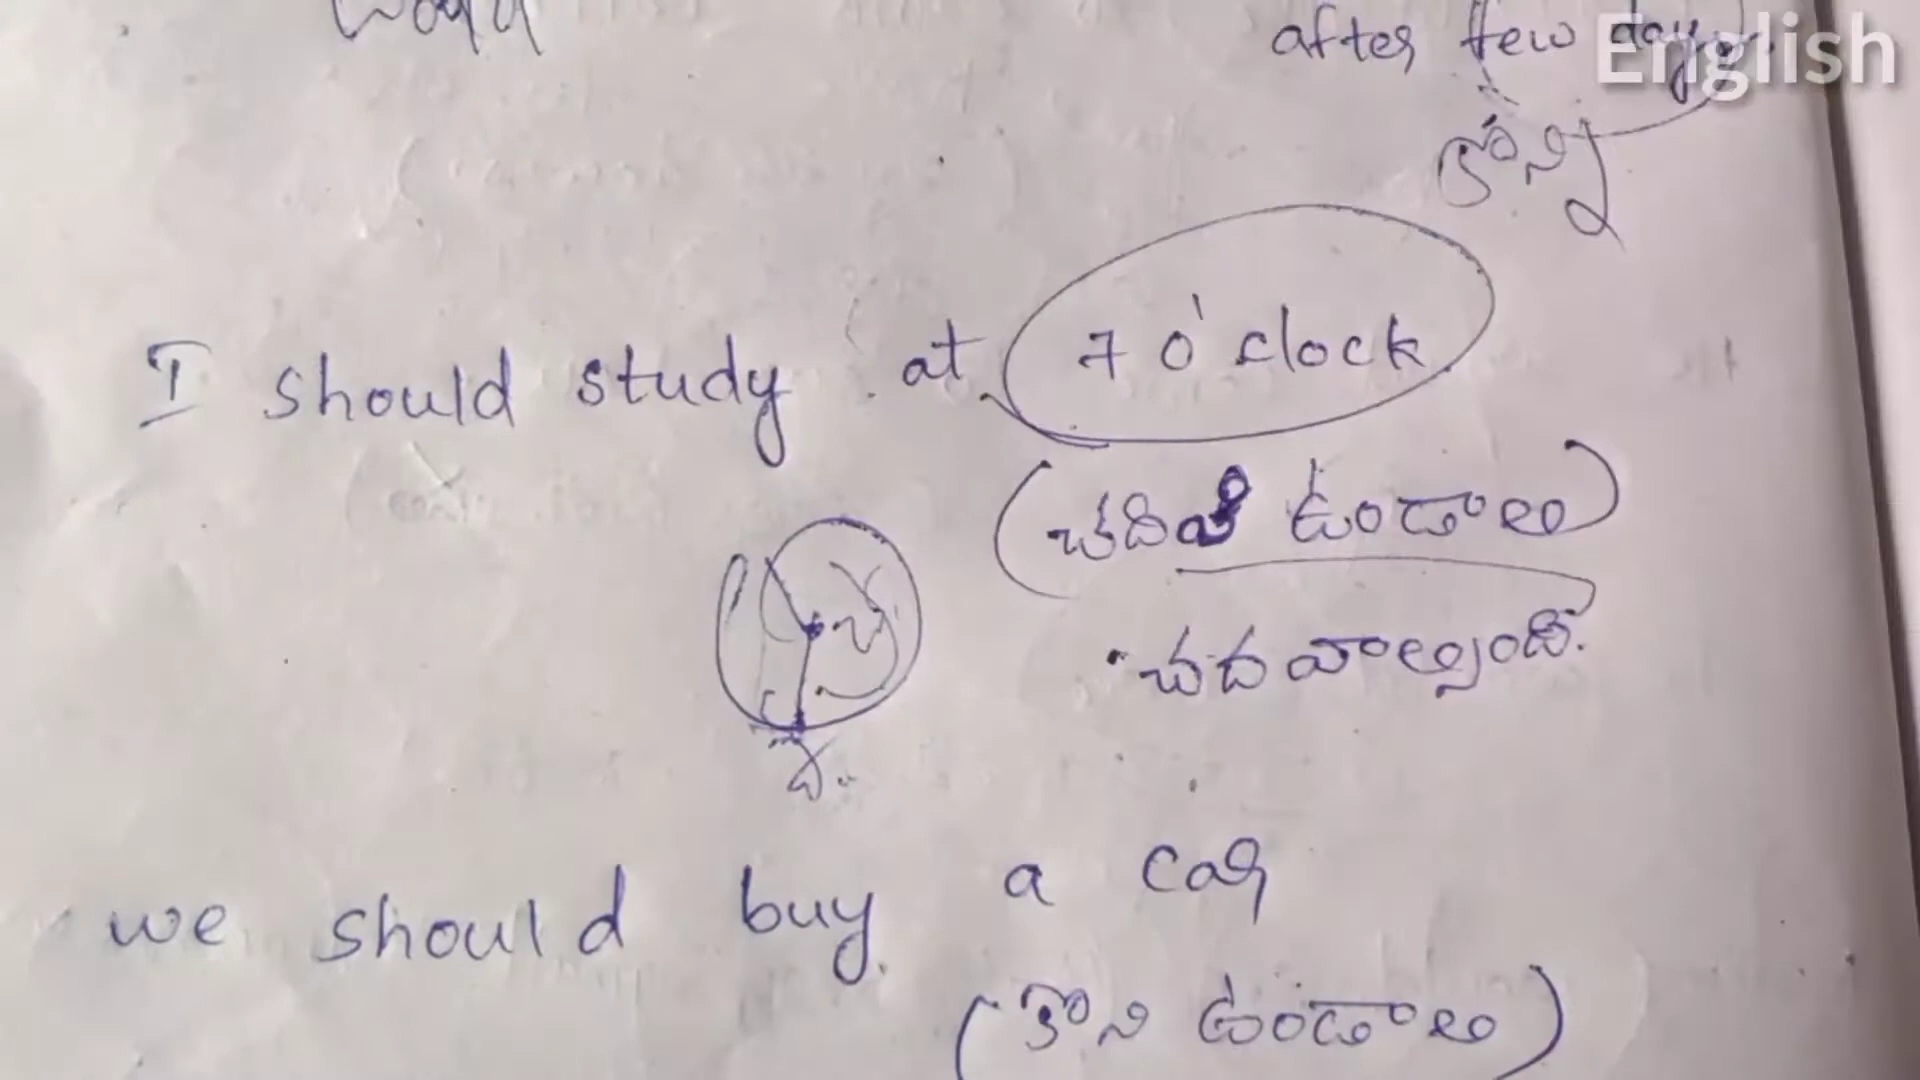 after few days.
English
కొన్ని
I should study at 7 o'clock
(చదివి ఉండాలి)
చదవాల్సింది.
we should buy a car
(కొని ఉండాలి)